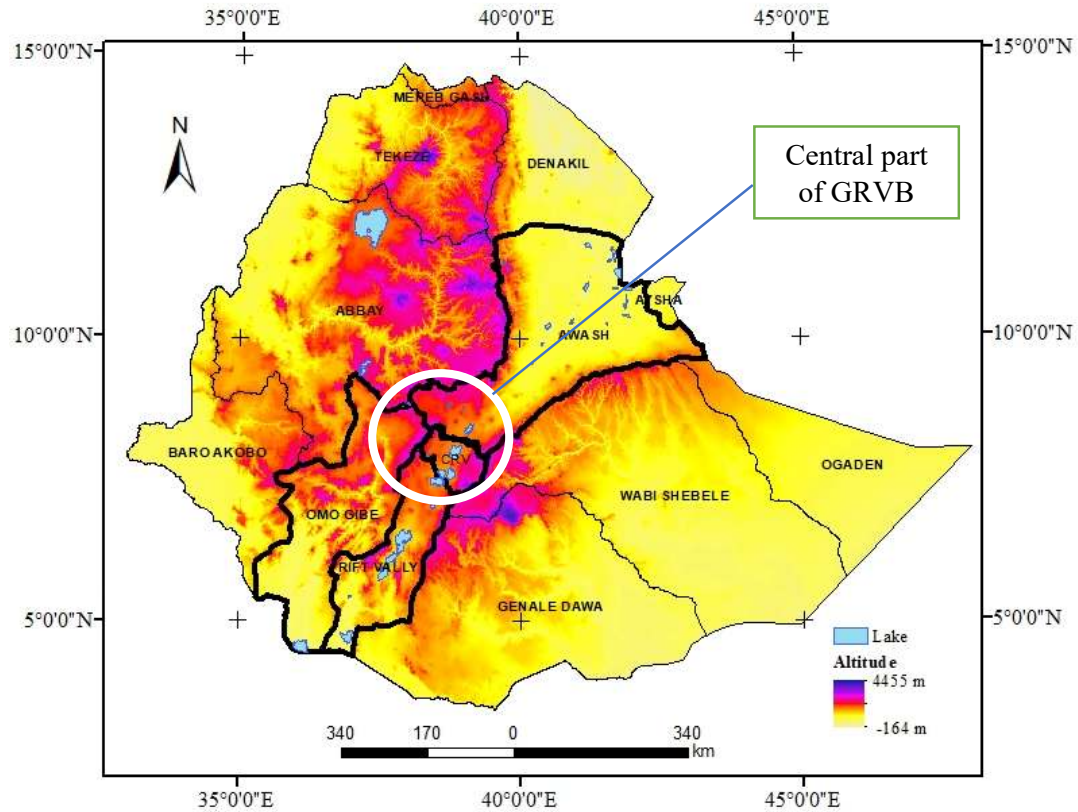 35°0'0"E 40°0'0"E 45°0'0"E
15°0'0"N 15°0'0"N
N
MEREB GASH
TEKEZE
DENAKIL
Central part
of GRVB
ABBAY
AYSHA
AWASH
10°0'0"N 10°0'0"N
BARO AKOBO
CRV
OGADEN
WABI SHEBELE
OMO GIBE
RIFT VALLY
GENALE DAWA
5°0'0"N 5°0'0"N
Lake
Altitude
4455 m
-164 m
340 170 0 340
km
35°0'0"E 40°0'0"E 45°0'0"E